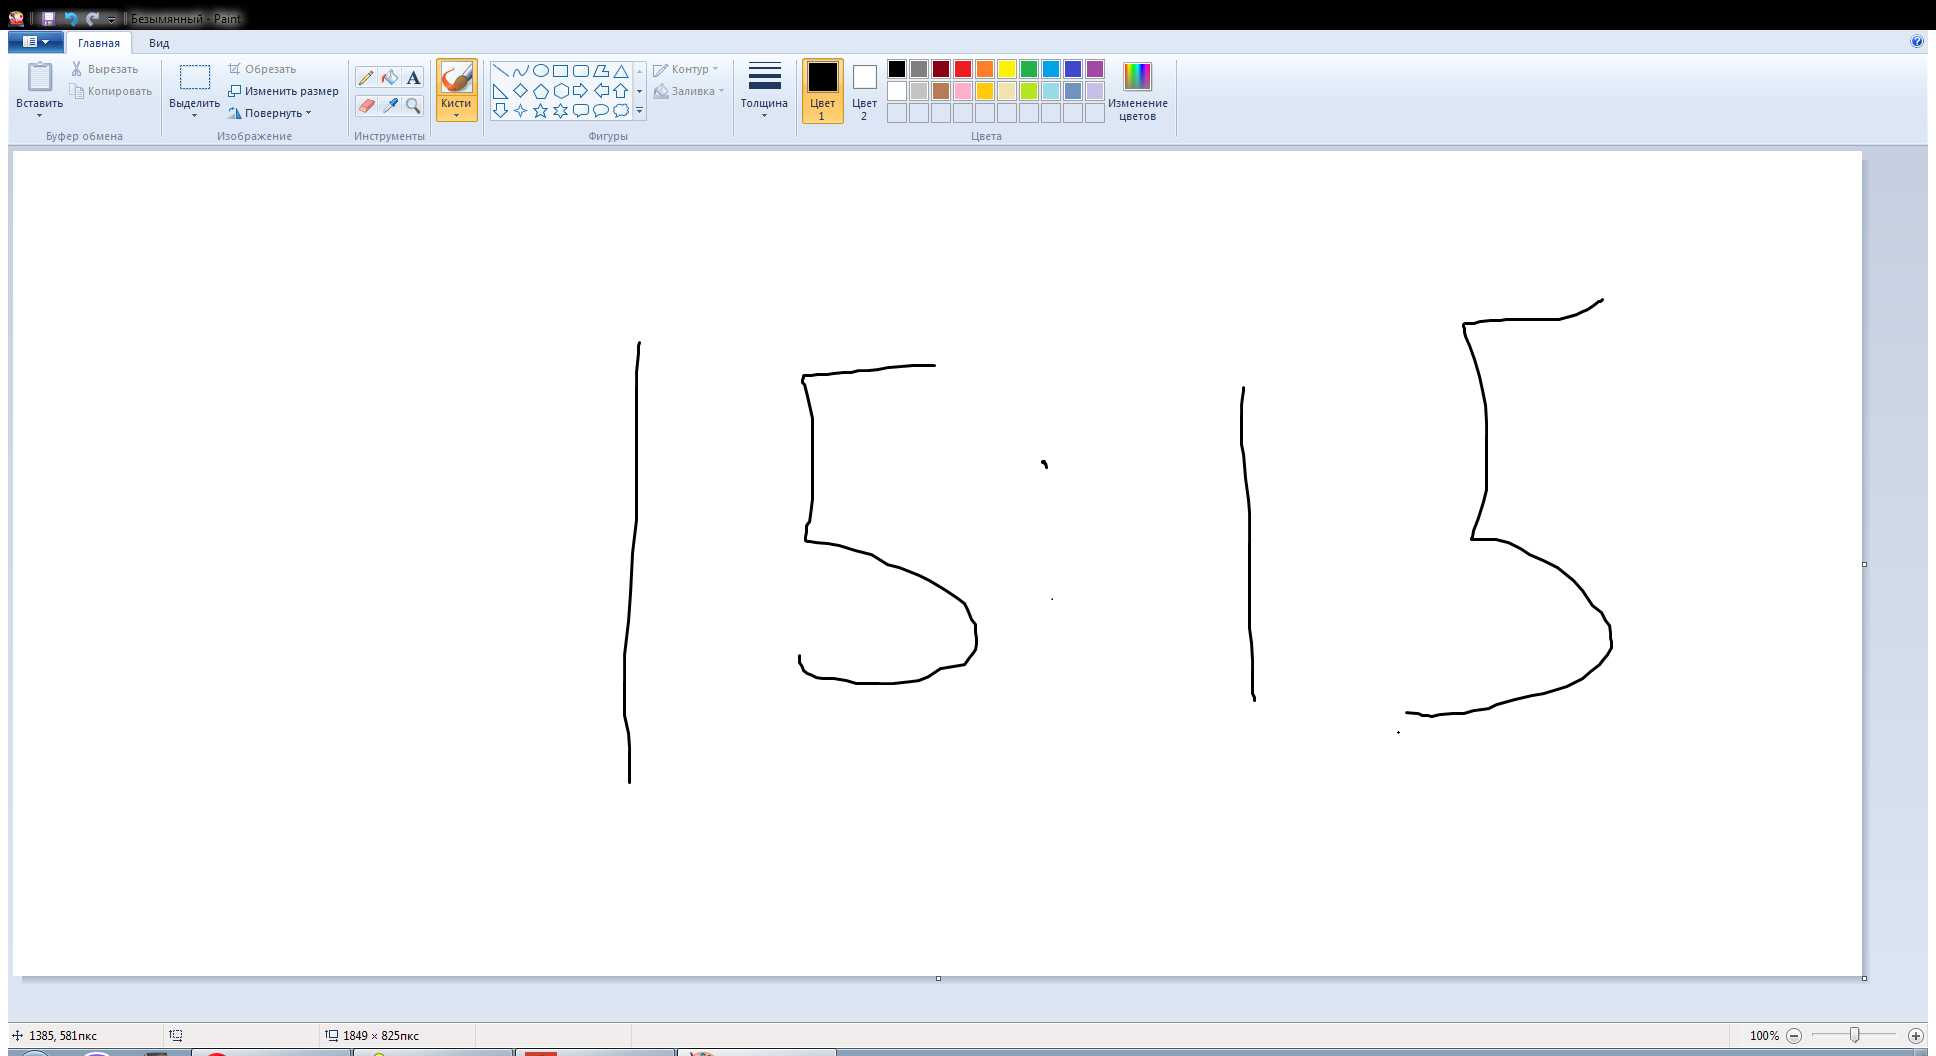 Безымянный - Paint
Главная Вид
Вставить
Вырезать
Копировать
Буфер обмена
Выделить
Обрезать
Изменить размер
Повернуть
Изображение
Инструменты
Кисти
Контур
Заливка
Фигуры
Толщина
Цвет 1
Цвет 2
Изменение цветов
Цвета
15:15
1385, 581пкс
1849 × 825пкс
100%